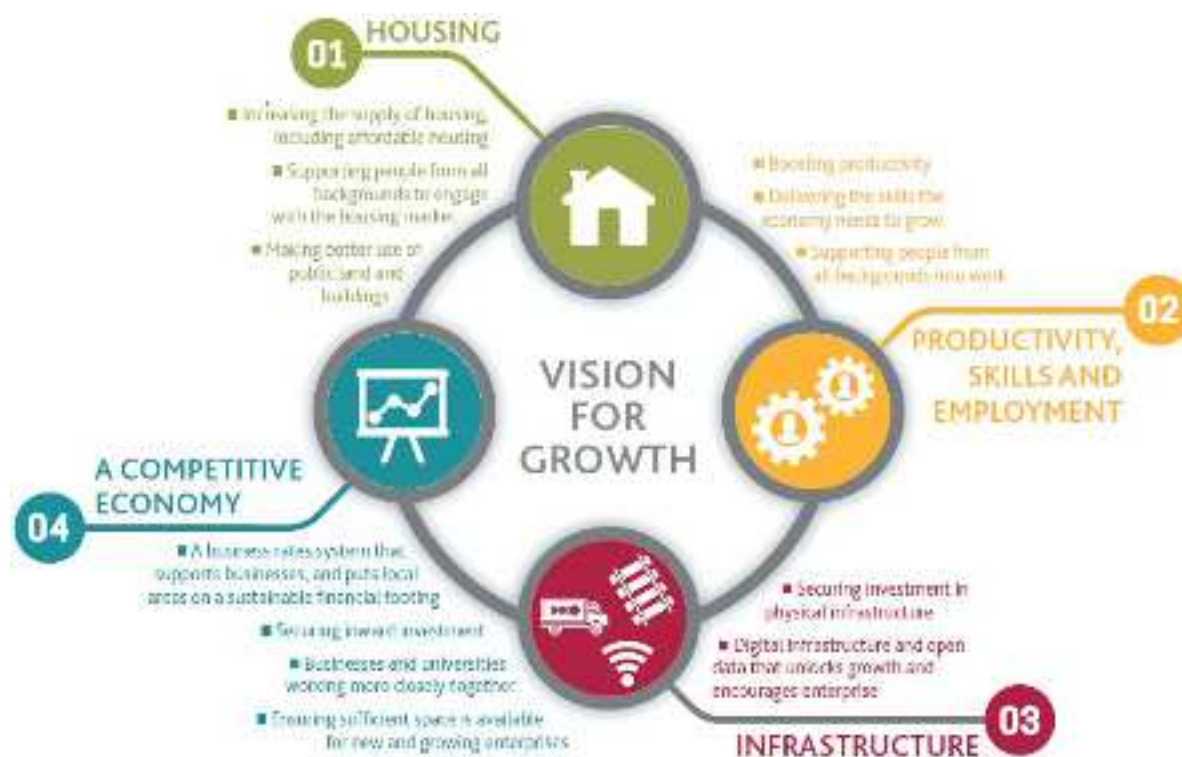 01
HOUSING
■ Increasing the supply of housing,
including affordable housing
■ Supporting people from all
backgrounds to engage
with the housing market
■ Making better use of
public land and
buildings
■ Boosting productivity
■ Delivering the skills the
economy needs to grow
■ Supporting people from
all backgrounds into work
02
PRODUCTIVITY,
SKILLS AND
EMPLOYMENT
VISION
FOR
GROWTH
A COMPETITIVE
ECONOMY
04
■ A business rates system that
supports businesses, and puts local
areas on a sustainable financial footing
■ Securing inward investment
■ Businesses and universities
working more closely together
■ Ensuring sufficient space is available
for new and growing enterprises
■ Securing investment in
physical infrastructure
■ Digital infrastructure and open
data that unlocks growth and
encourages enterprise
03
INFRASTRUCTURE